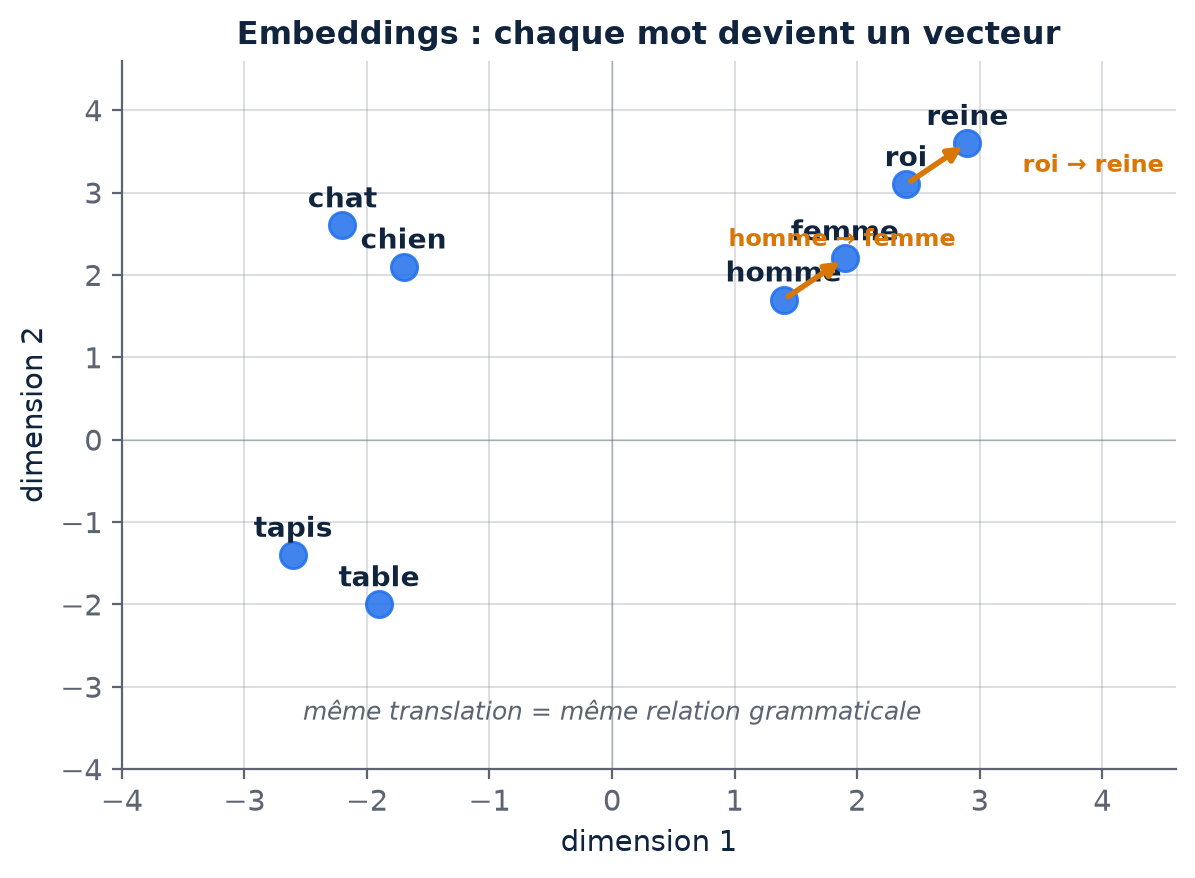 Embeddings : chaque mot devient un vecteur
4
3
2
1
0
−1
−2
−3
−4
dimension 2
reine
roi
roi → reine
chat
chien
femme
homme → femme
homme
tapis
table
même translation = même relation grammaticale
−4 −3 −2 −1 0 1 2 3 4
dimension 1